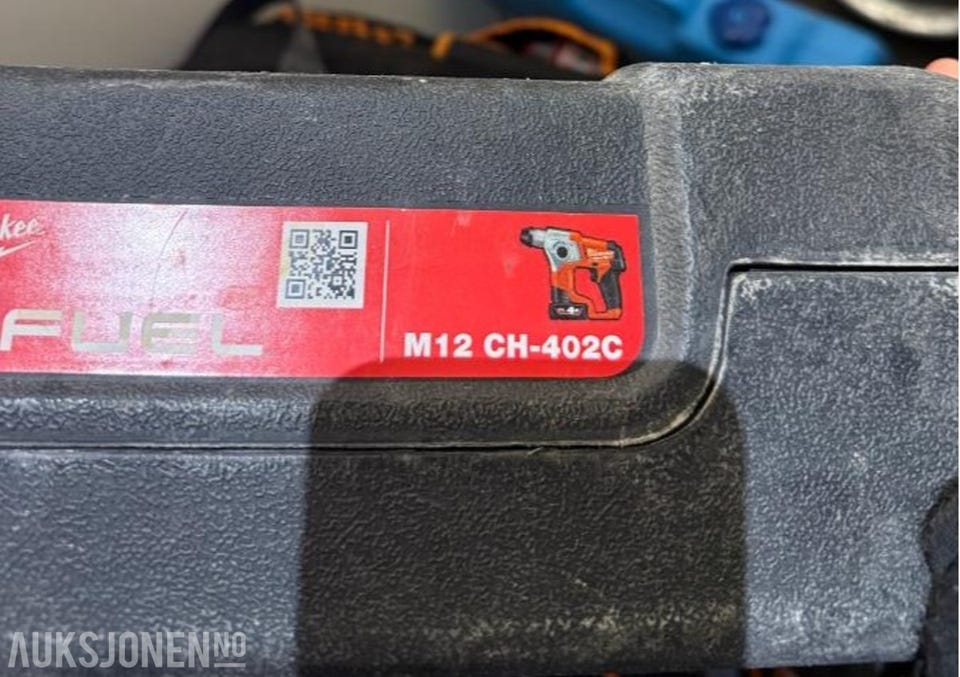 kee
FUEL
M12 CH-402C
AUKSJONEN.NO